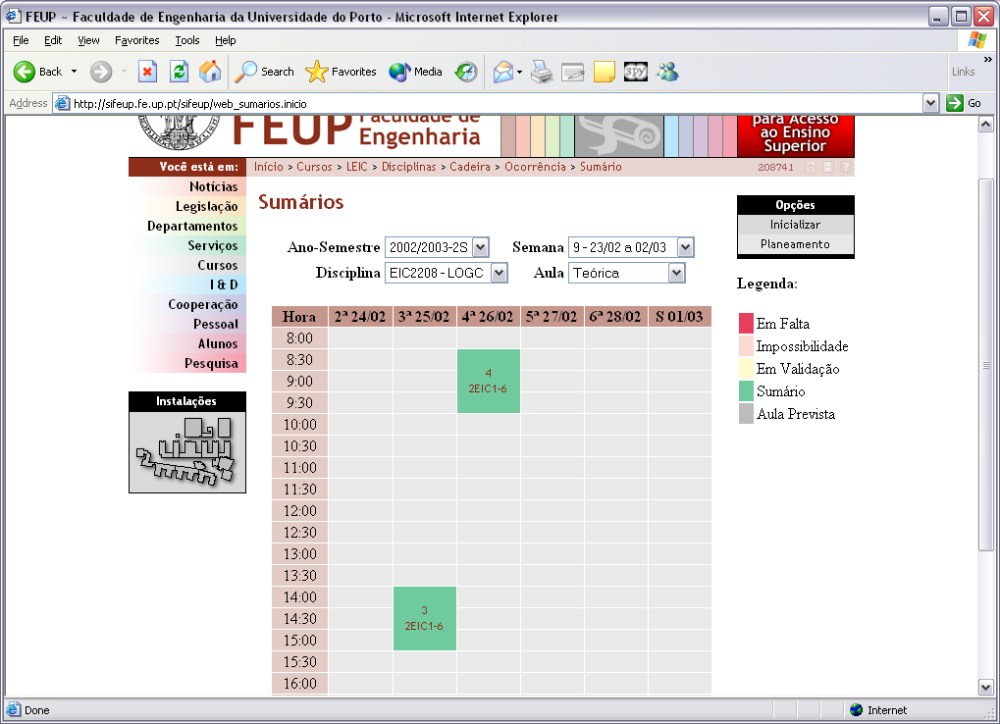 FEUP ~ Faculdade de Engenharia da Universidade do Porto - Microsoft Internet Explorer
File Edit View Favorites Tools Help
Back Search Favorites Media Links
Address http://sifeup.fe.up.pt/sifeup/web_sumarios.inicio Go
FEUP Faculdade de
Engenharia
para Acesso
ao Ensino
Superior
Você está em: Início > Cursos > LEIC > Disciplinas > Cadeira > Ocorrência > Sumário 208741
Notícias
Legislação
Departamentos
Serviços
Cursos
I & D
Cooperação
Pessoal
Alunos
Pesquisa
Instalações
Sumários
Ano-Semestre 2002/2003-2S Semana 9 - 23/02 a 02/03
Disciplina EIC2208 - LOGC Aula Teórica
Hora 2ª 24/02 3ª 25/02 4ª 26/02 5ª 27/02 6ª 28/02 S 01/03
8:00
8:30
4
9:00
2EIC1-6
9:30
10:00
10:30
11:00
11:30
12:00
12:30
13:00
13:30
14:00
3
14:30
2EIC1-6
15:00
15:30
16:00
Opções
Inicializar
Planeamento
Legenda:
Em Falta
Impossibilidade
Em Validação
Sumário
Aula Prevista
Done Internet